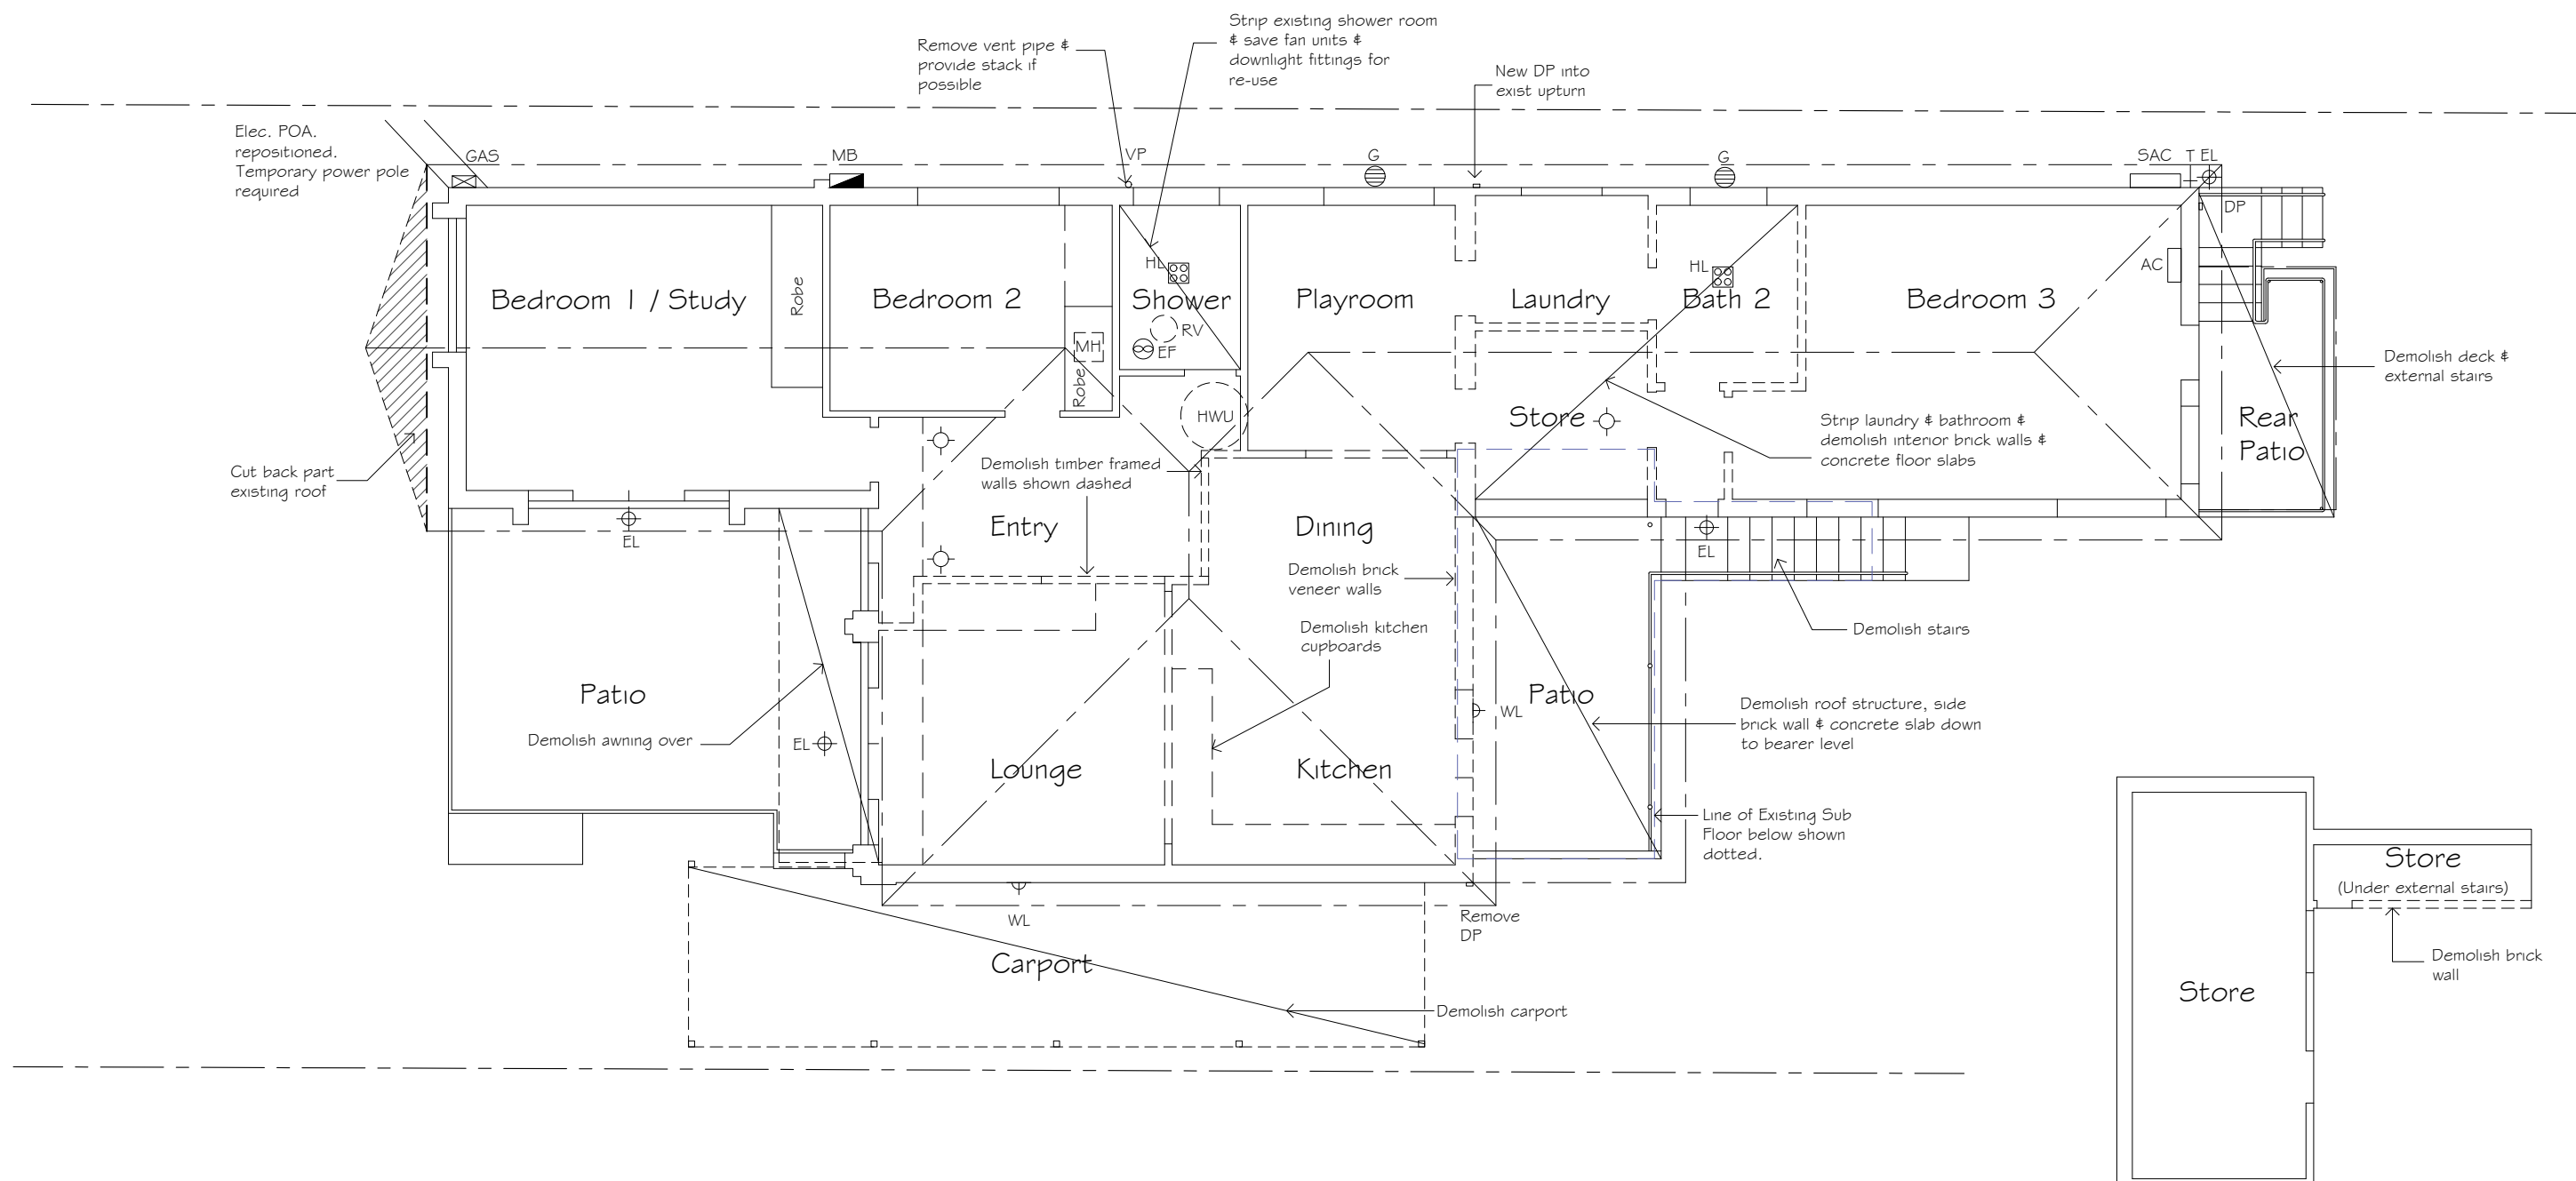 Strip existing shower room
& save fan units &
downlight fittings for
re-use
Remove vent pipe &
provide stack if
possible
New DP into
exist upturn
Elec. POA.
repositioned.
Temporary power pole
required
GAS
MB
VP
G
G
SAC
T
EL
DP
AC
HL
HL
Bedroom 1 / Study
Robe
Bedroom 2
Shower
Playroom
Laundry
Bath 2
Bedroom 3
RV
MH
EF
Robe
HWU
Demolish deck &
external stairs
Store
Strip laundry & bathroom &
demolish interior brick walls &
concrete floor slabs
Rear
Patio
Cut back part
existing roof
Demolish timber framed
walls shown dashed
Entry
Dining
EL
EL
Demolish brick
veneer walls
Demolish kitchen
cupboards
Demolish stairs
Patio
Patio
WL
Demolish roof structure, side
brick wall & concrete slab down
to bearer level
Demolish awning over
EL
Lounge
Kitchen
Line of Existing Sub
Floor below shown
dotted.
Store
(Under external stairs)
WL
Remove
DP
Carport
Demolish brick
wall
Store
Demolish carport